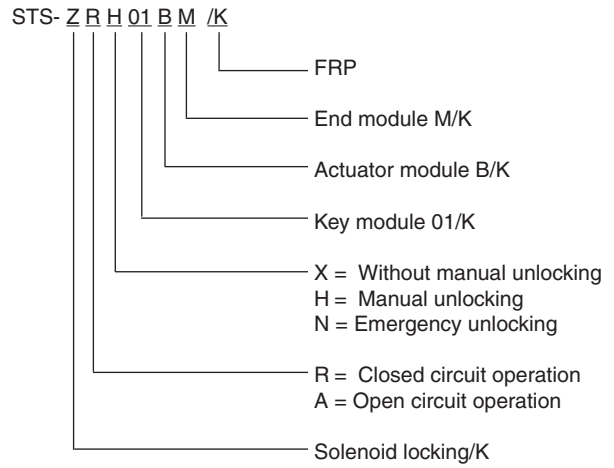 STS- Z R H 01 B M /K
FRP
End module M/K
Actuator module B/K
Key module 01/K
X = Without manual unlocking
H = Manual unlocking
N = Emergency unlocking
R = Closed circuit operation
A = Open circuit operation
Solenoid locking/K